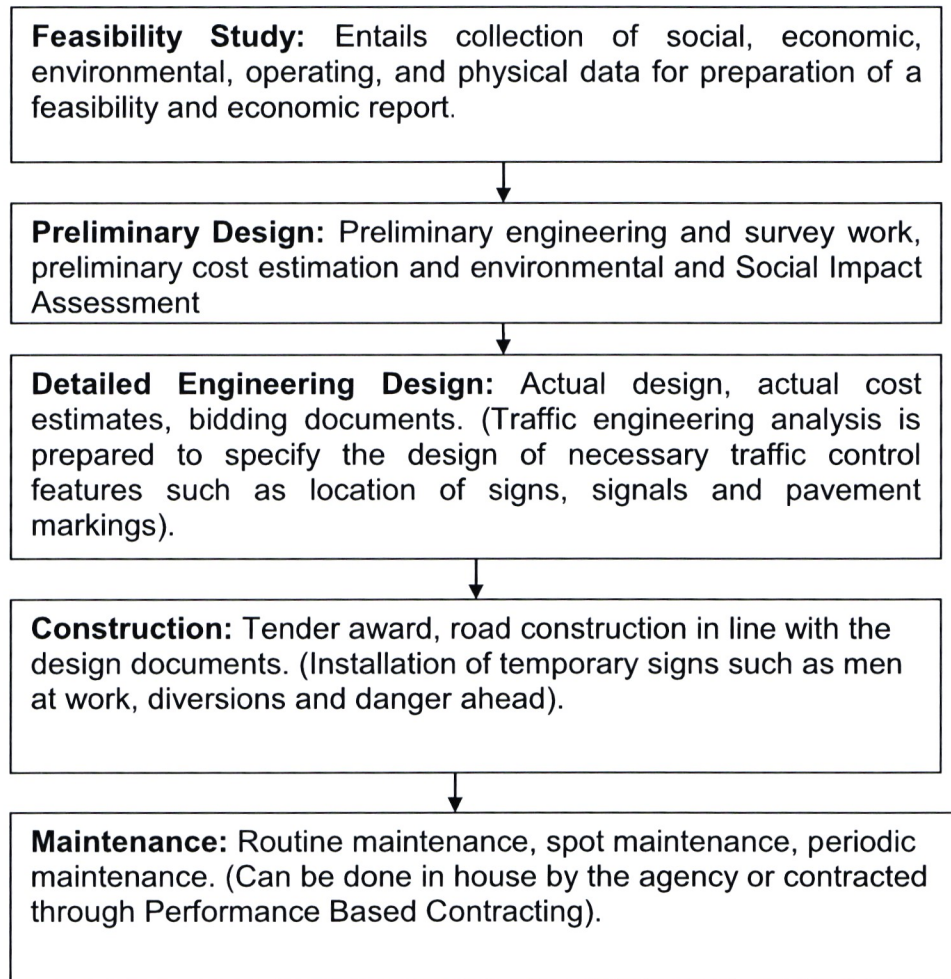 Feasibility Study: Entails collection of social, economic,
environmental, operating, and physical data for preparation of a
feasibility and economic report.
Preliminary Design: Preliminary engineering and survey work,
preliminary cost estimation and environmental and Social Impact
Assessment
Detailed Engineering Design: Actual design, actual cost
estimates, bidding documents. (Traffic engineering analysis is
prepared to specify the design of necessary traffic control
features such as location of signs, signals and pavement
markings).
Construction: Tender award, road construction in line with the
design documents. (Installation of temporary signs such as men
at work, diversions and danger ahead).
Maintenance: Routine maintenance, spot maintenance, periodic
maintenance. (Can be done in house by the agency or contracted
through Performance Based Contracting).